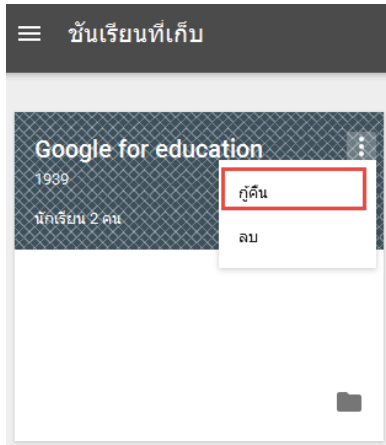 ชั้นเรียนที่เก็บ
Google for education
1939
นักเรียน 2 คน
กู้คืน
ลบ